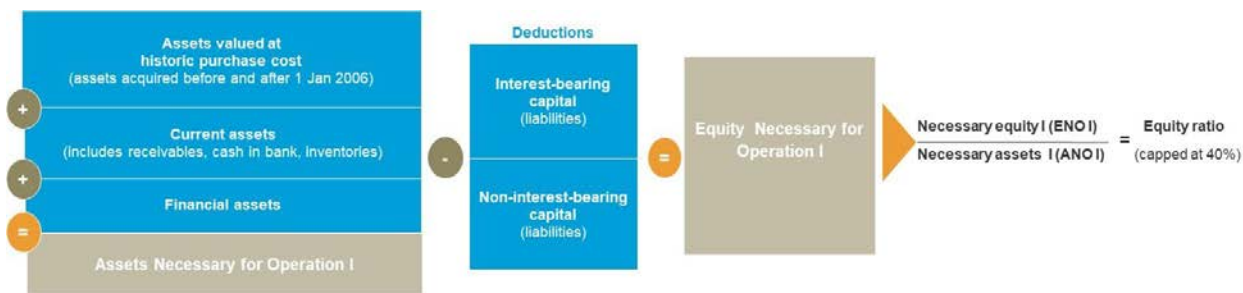 Assets valued at
historic purchase cost
(assets acquired before and after 1 Jan 2006)
+
Current assets
(includes receivables, cash in bank, inventories)
+
Financial assets
=
Assets Necessary for Operation I
-
Deductions
Interest-bearing
capital
(liabilities)
Non-interest-bearing
capital
(liabilities)
=
Equity Necessary for
Operation I
Necessary equity I (ENO I)
Necessary assets I (ANO I)
=
Equity ratio
(capped at 40%)